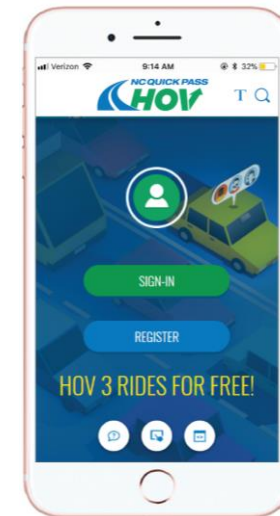 Verizon 9:14 AM 32%
NC QUICK PASS
HOV
T
SIGN-IN
REGISTER
HOV 3 RIDES FOR FREE!